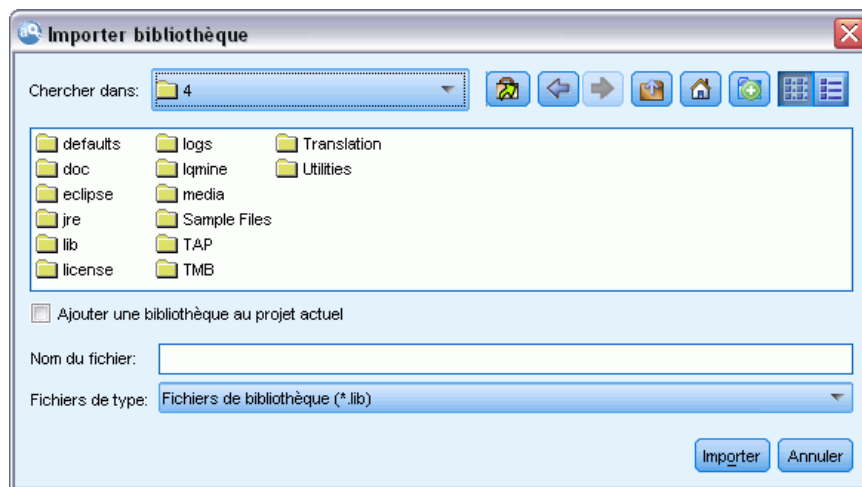 Importer bibliothèque
Chercher dans: 4
defaults logs Translation
doc lqmine Utilities
eclipse media
jre Sample Files
lib TAP
license TMB
Ajouter une bibliothèque au projet actuel
Nom du fichier:
Fichiers de type: Fichiers de bibliothèque (*.lib)
Importer Annuler